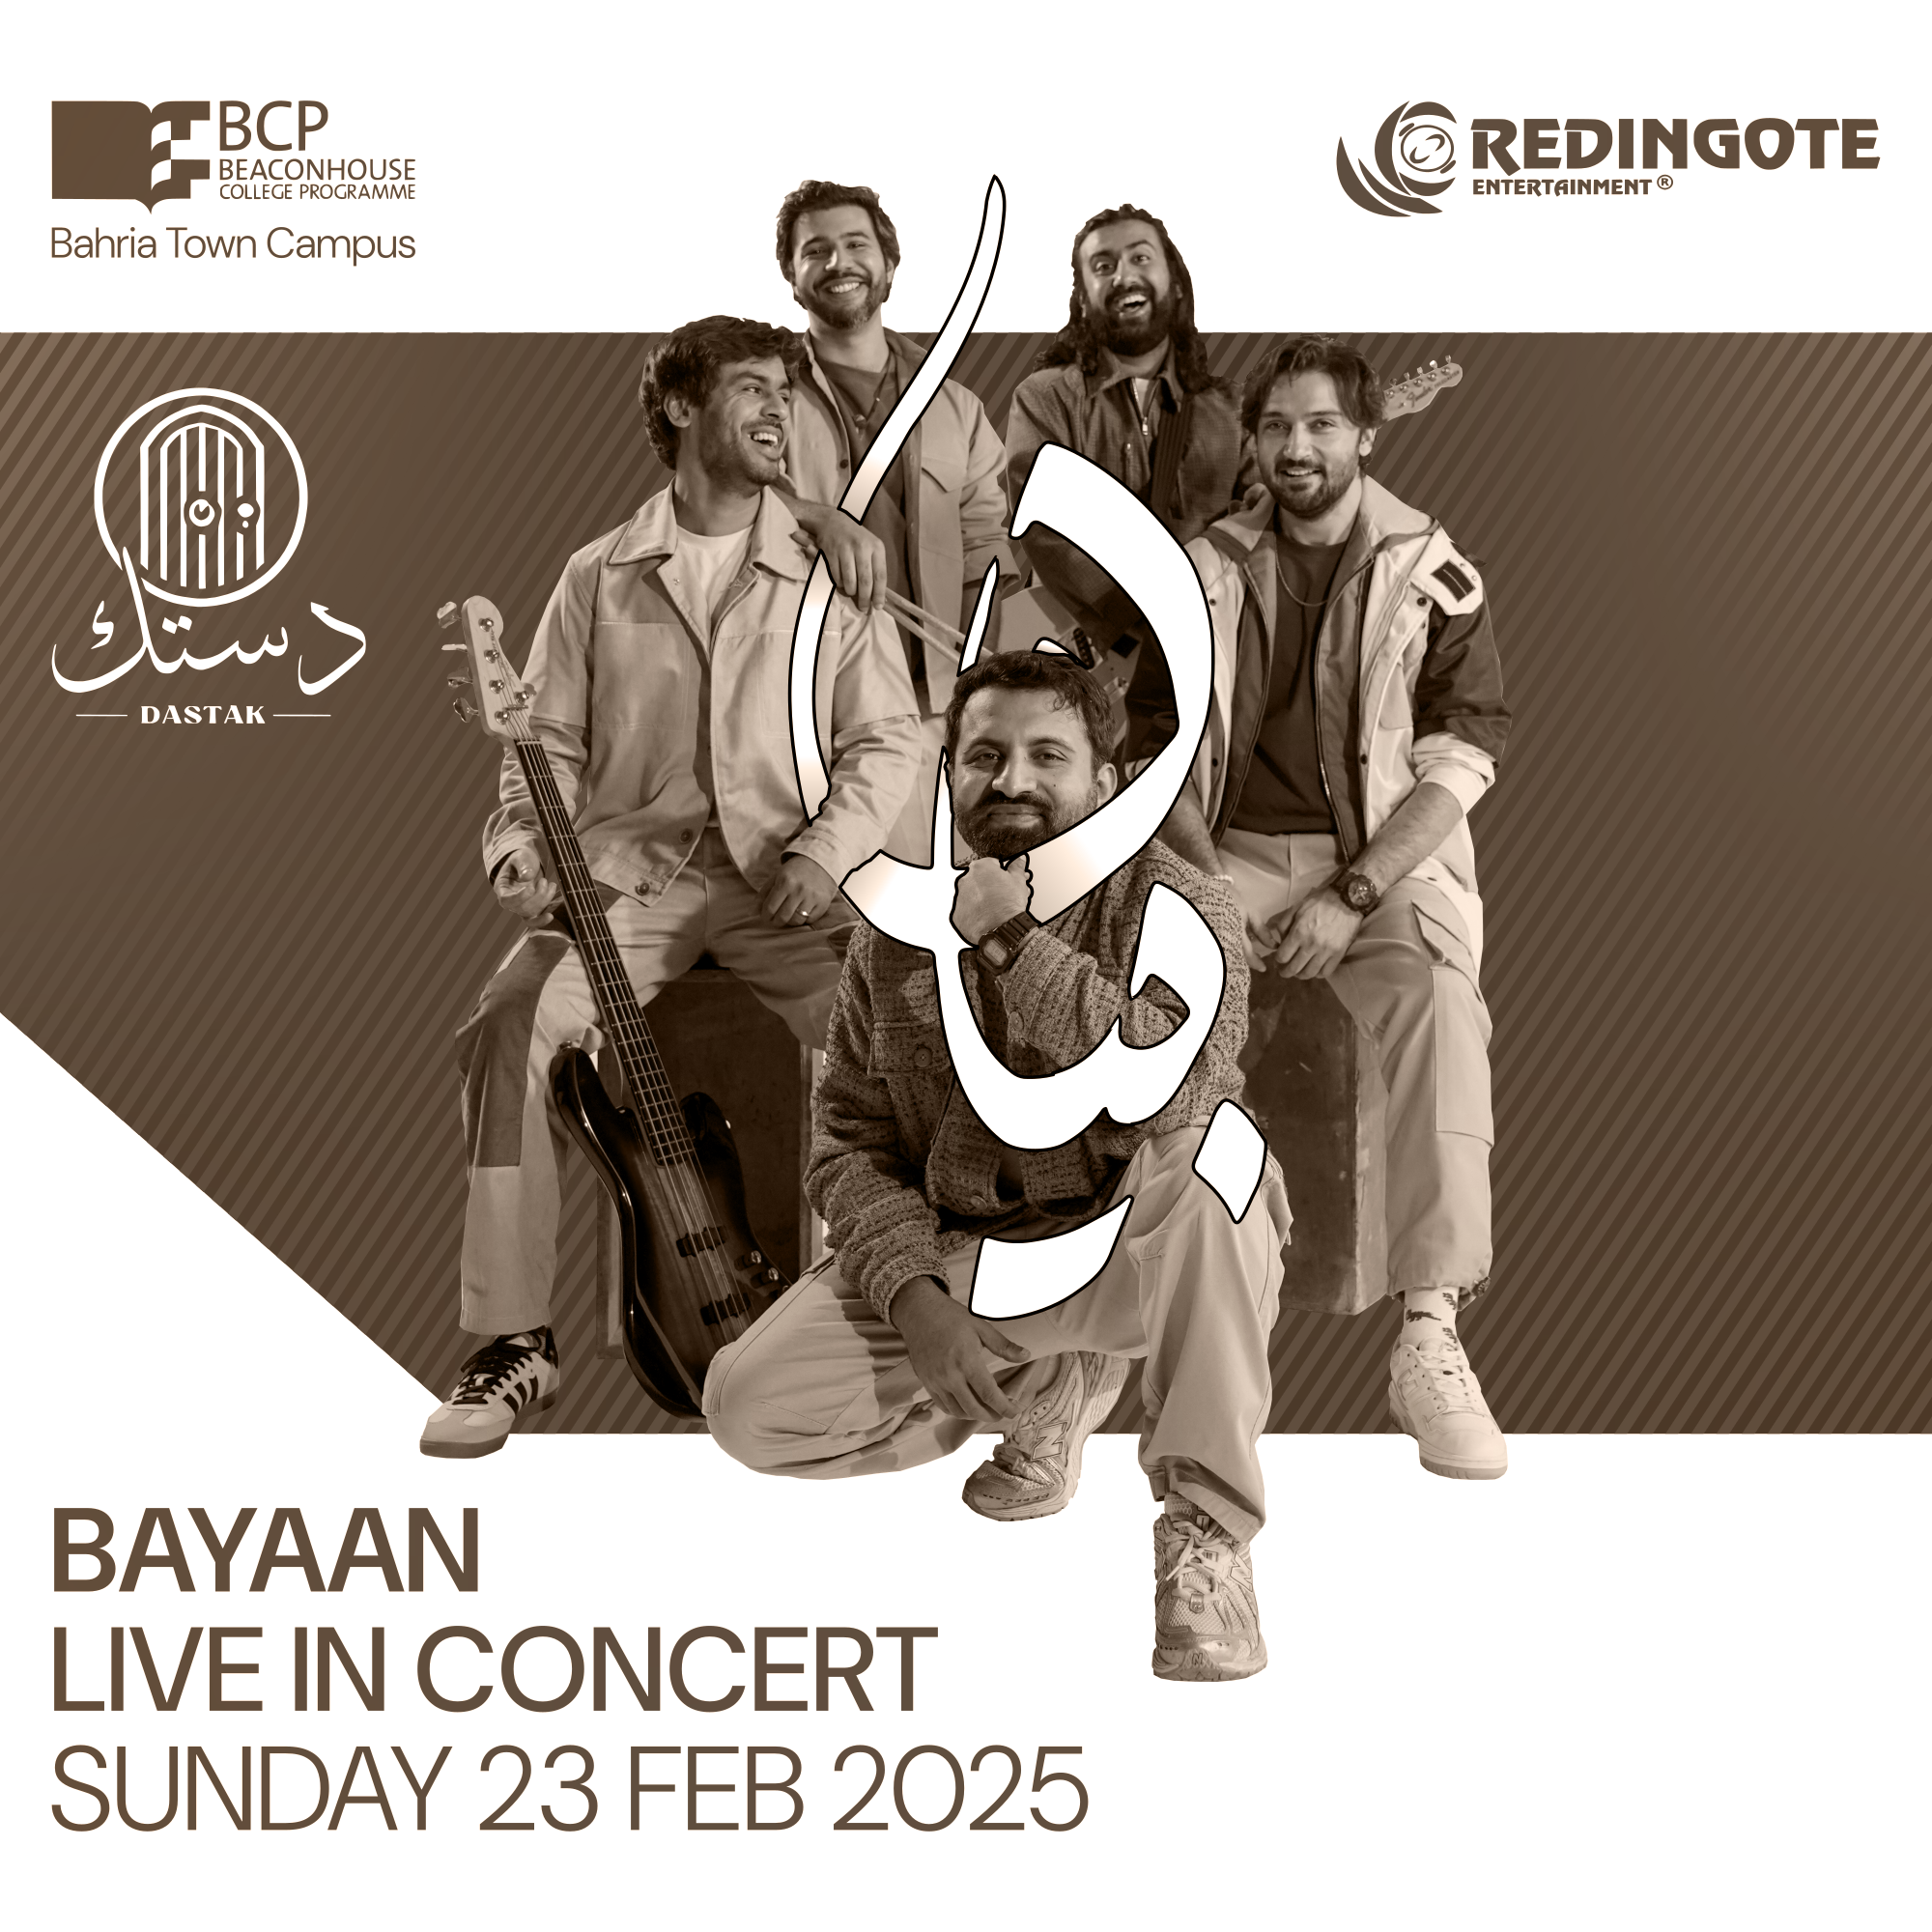 BCP
BEACONHOUSE
COLLEGE PROGRAMME
Bahria Town Campus
REDINGOTE
ENTERTAINMENT ®
دستک
DASTAK
بیان
BAYAAN
LIVE IN CONCERT
SUNDAY 23 FEB 2025